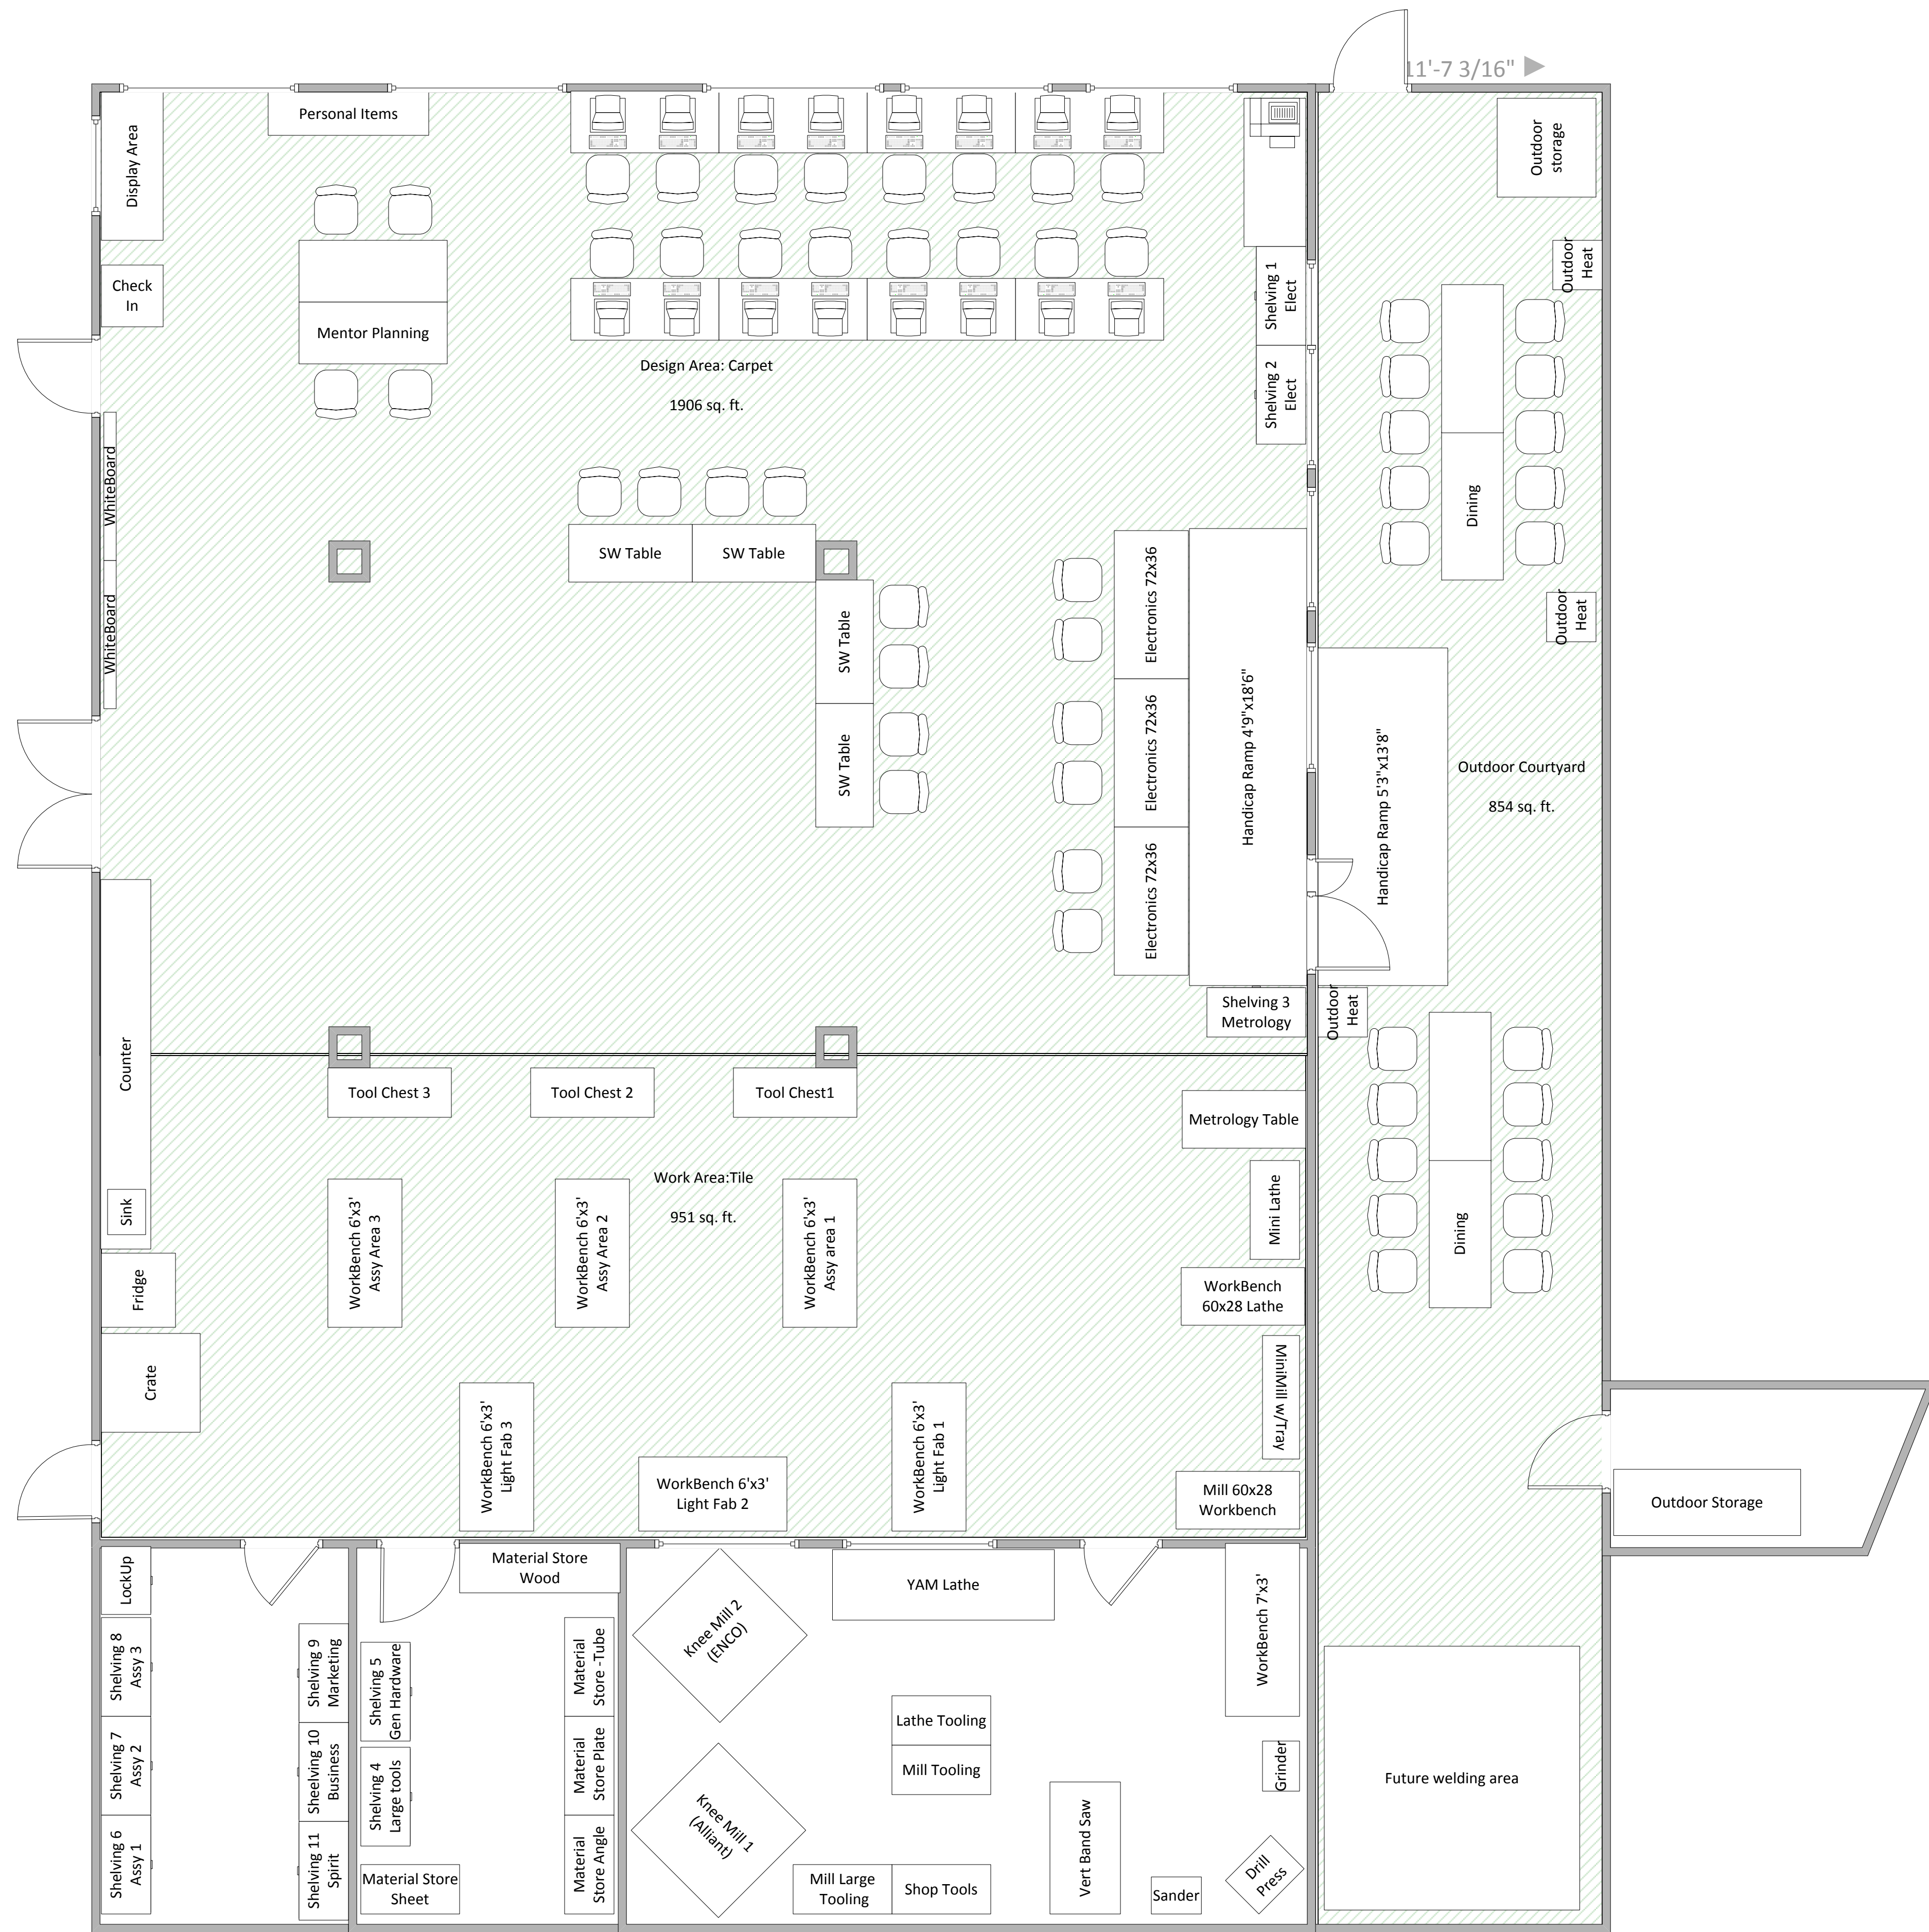 11'-7 3/16"
Personal Items
Display Area
Outdoor
storage
Check
In
Mentor Planning
Shelving 1
Elect
Outdoor
Heat
Design Area: Carpet
1906 sq. ft.
Shelving 2
Elect
WhiteBoard
Dining
SW Table
SW Table
Electronics 72x36
Outdoor
Heat
WhiteBoard
SW Table
SW Table
Electronics 72x36
Handicap Ramp 4'9"x18'6"
Handicap Ramp 5'3"x13'8"
Outdoor Courtyard
854 sq. ft.
Electronics 72x36
Shelving 3
Metrology
Outdoor
Heat
Counter
Tool Chest 3
Tool Chest 2
Tool Chest1
Metrology Table
Work Area:Tile
951 sq. ft.
Sink
WorkBench 6'x3'
Assy Area 3
WorkBench 6'x3'
Assy Area 2
WorkBench 6'x3'
Assy area 1
Mini Lathe
Dining
Fridge
WorkBench
60x28 Lathe
Crate
MiniMill w/Tray
WorkBench 6'x3'
Light Fab 3
WorkBench 6'x3'
Light Fab 2
WorkBench 6'x3'
Light Fab 1
Mill 60x28
Workbench
Outdoor Storage
LockUp
Material Store
Wood
YAM Lathe
WorkBench 7'x3'
Knee Mill 2
(ENCO)
Shelving 8
Assy 3
Shelving 9
Marketing
Shelving 5
Gen Hardware
Material
Store -Tube
Lathe Tooling
Shelving 7
Assy 2
Shelving 10
Business
Shelving 4
Large tools
Material
Store Plate
Mill Tooling
Grinder
Future welding area
Knee Mill 1
(Alliant)
Vert Band Saw
Shelving 6
Assy 1
Shelving 11
Spirit
Material Store
Sheet
Material
Store Angle
Mill Large
Tooling
Shop Tools
Sander
Drill
Press